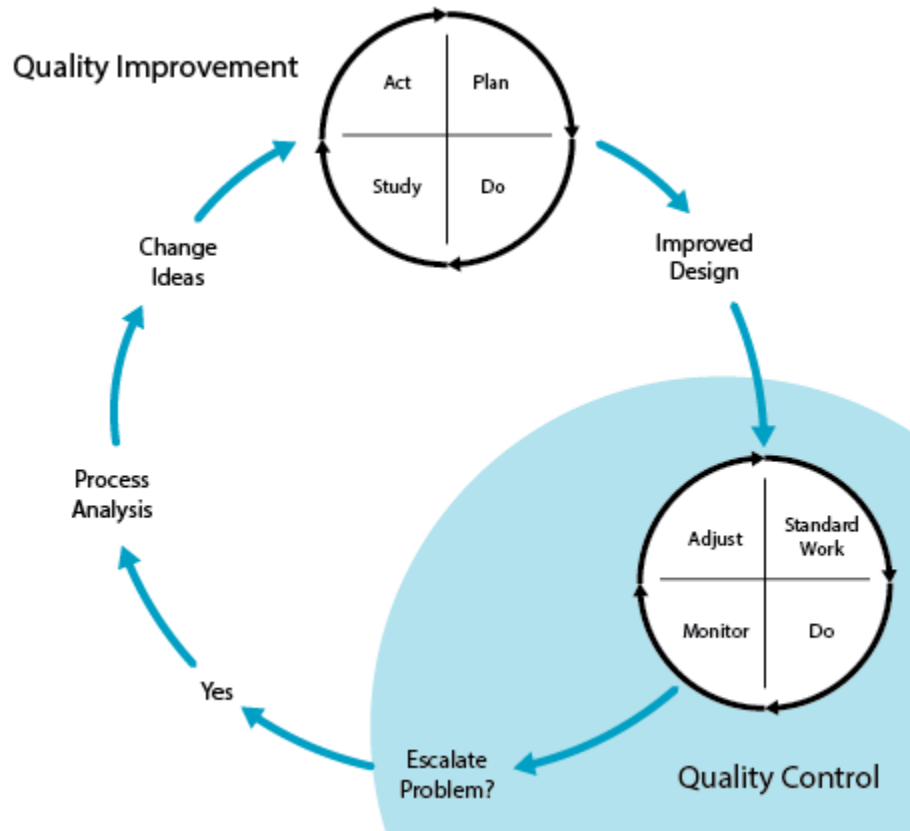 Quality Improvement
Act
Plan
Study
Do
Change
Ideas
Improved
Design
Process
Analysis
Adjust
Standard
Work
Monitor
Do
Yes
Escalate
Problem?
Quality Control